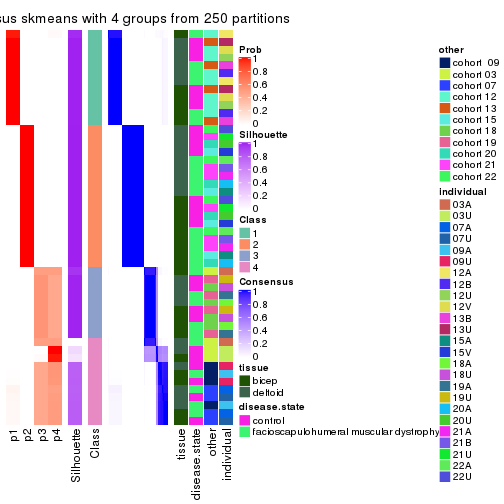 sus skmeans with 4 groups from 250 partitions
p1
p2
p3
p4
Silhouette
Class
tissue
disease.state
other
individual
Prob
1
0.8
0.6
0.4
0.2
0
Silhouette
1
0.8
0.6
0.4
0.2
0
Class
1
2
3
4
Consensus
1
0.8
0.6
0.4
0.2
0
tissue
bicep
deltoid
disease.state
control
facioscapulohumeral muscular dystrophy
other
cohort 09
cohort 03
cohort 07
cohort 12
cohort 13
cohort 15
cohort 18
cohort 19
cohort 20
cohort 21
cohort 22
individual
03A
03U
07A
07U
09A
09U
12A
12B
12U
12V
13B
13U
15A
15V
18A
18U
19A
19U
20A
20U
21A
21B
21U
22A
22U